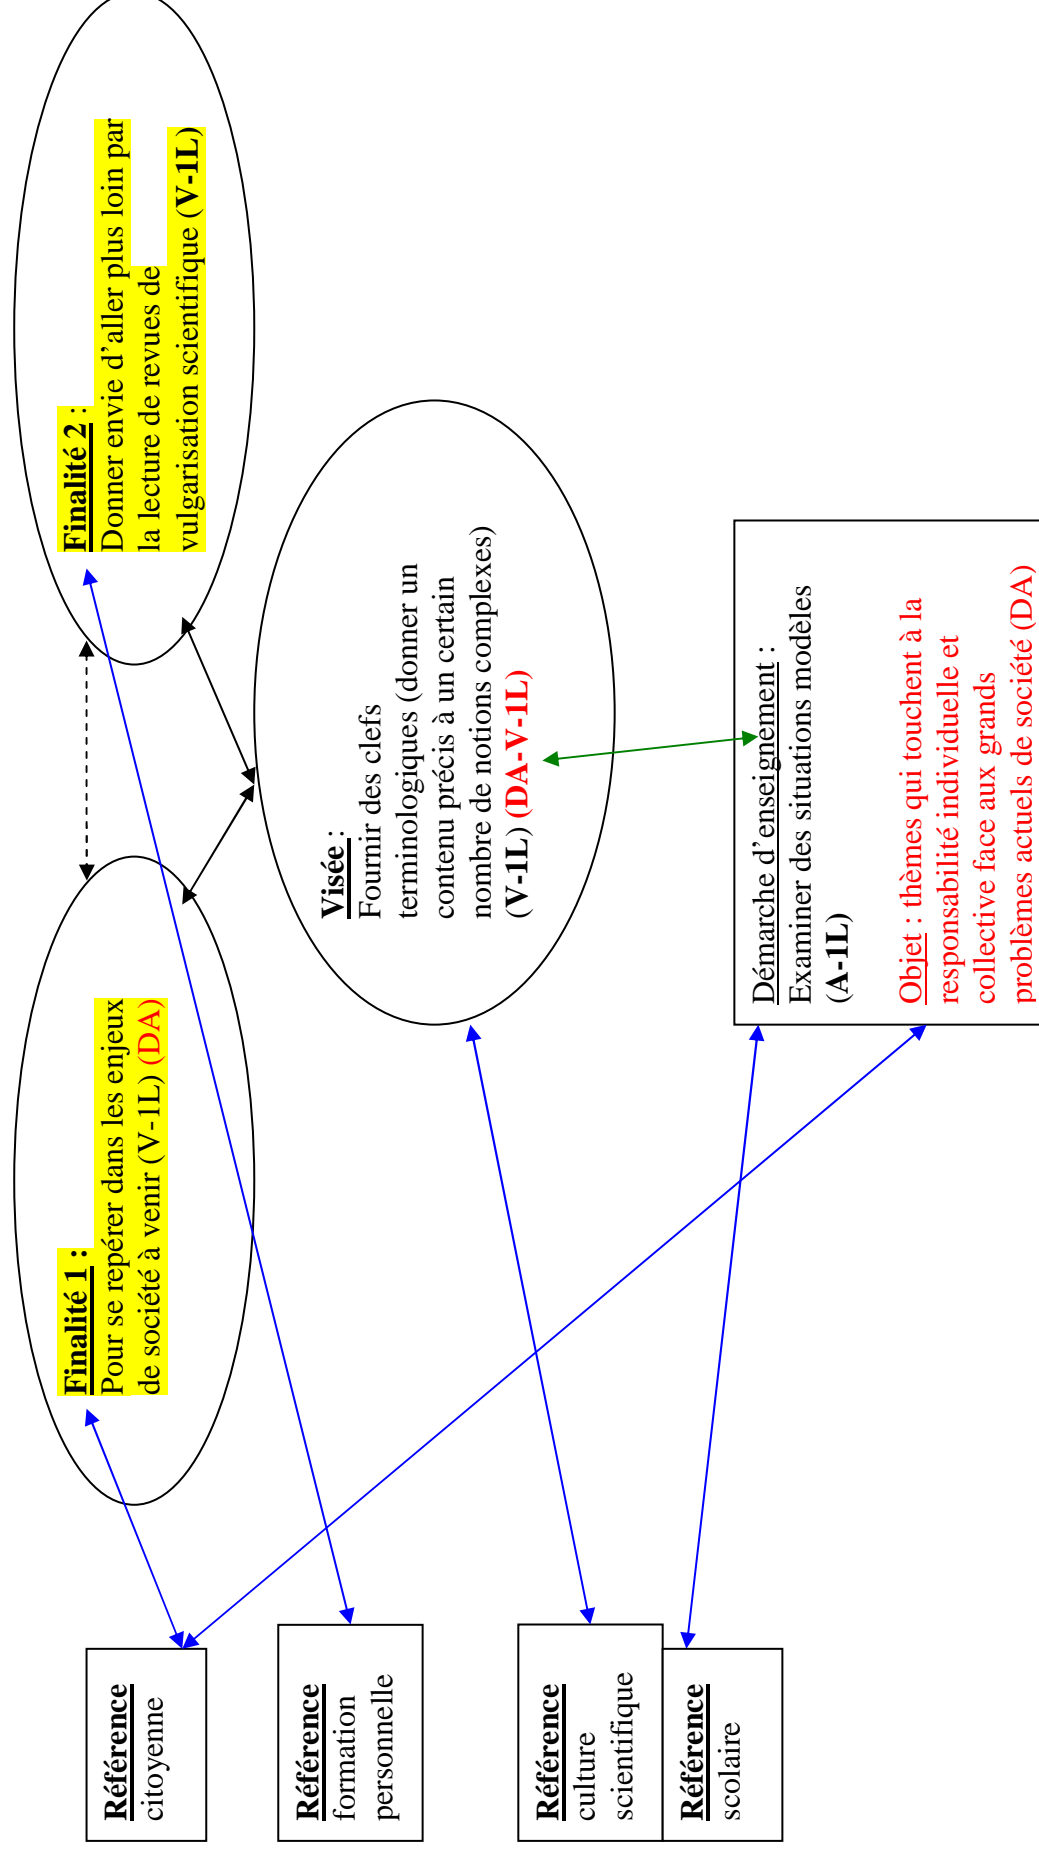 Référence
citoyenne
Référence
formation
personnelle
Référence
culture
scientifique
Référence
scolaire
Finalité 1 :
Pour se repérer dans les enjeux
de société à venir (V-1L) (DA)
Finalité 2 :
Donner envie d’aller plus loin par
la lecture de revues de
vulgarisation scientifique (V-1L)
Visée :
Fournir des clefs
terminologiques (donner un
contenu précis à un certain
nombre de notions complexes)
(V-1L) (DA-V-1L)
Démarche d’enseignement :
Examiner des situations modèles
(A-1L)
Objet : thèmes qui touchent à la
responsabilité individuelle et
collective face aux grands
problèmes actuels de société (DA)